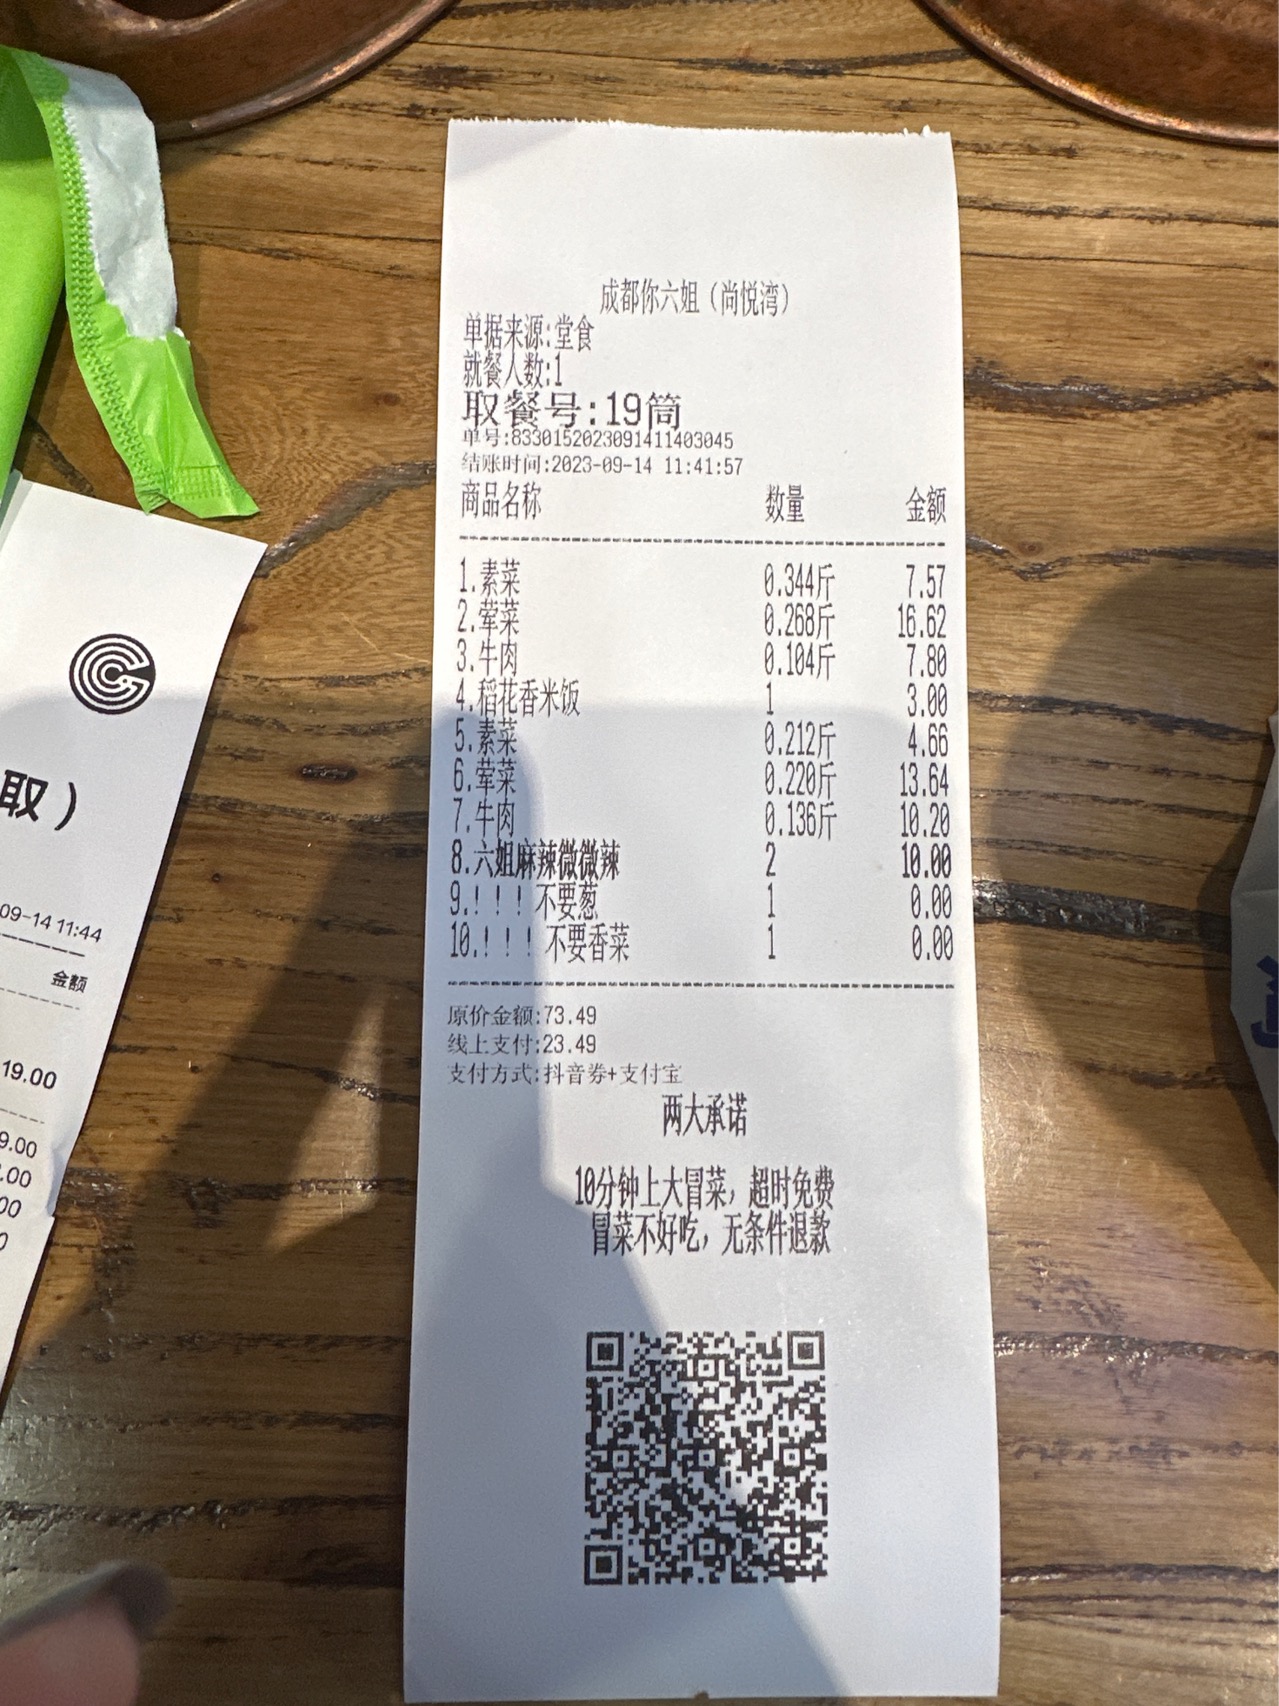 成都你六姐（尚悦湾）
单据来源:堂食
就餐人数:1
取餐号:19筒
单号:8330152023091411403045
结账时间:2023-09-14 11:41:57
商品名称 数量 金额
1.素菜 0.344斤 7.57
2.荤菜 0.268斤 16.62
3.牛肉 0.104斤 7.80
4.稻花香米饭 1 3.00
5.素菜 0.212斤 4.66
6.荤菜 0.220斤 13.64
7.牛肉 0.136斤 10.20
8.六姐麻辣微微辣 2 10.00
9.！！！不要葱 1 0.00
10.！！！不要香菜 1 0.00
原价金额:73.49
线上支付:23.49
支付方式:抖音券+支付宝
两大承诺
10分钟上大冒菜，超时免费
冒菜不好吃，无条件退款
取）
09-14 11:44
金额
19.00
9.00
.00
00